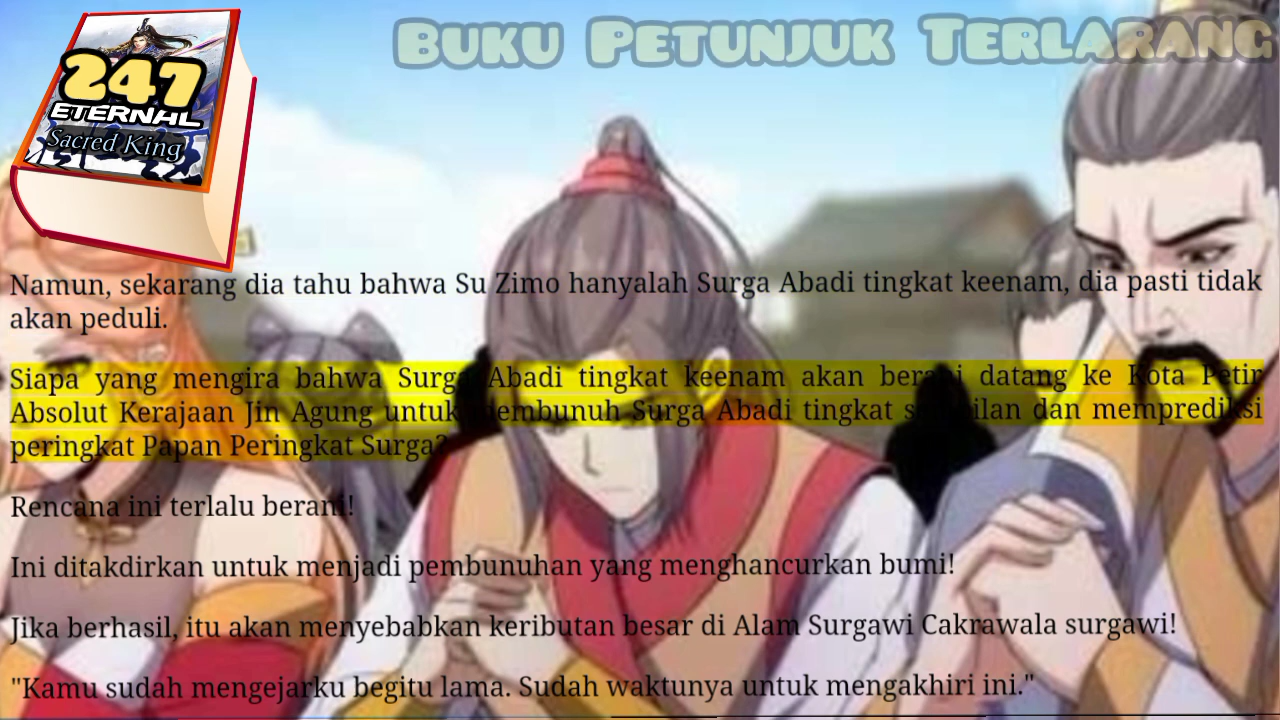 Buku Petunjuk Terlarang
247
ETERNAL
Sacred King
Namun, sekarang dia tahu bahwa Su Zimo hanyalah Surga Abadi tingkat keenam, dia pasti tidak
akan peduli.
Siapa yang mengira bahwa Surga Abadi tingkat keenam akan berani datang ke Kota Petir
Absolut Kerajaan Jin Agung untuk membunuh Surga Abadi tingkat sembilan dan memprediksi
peringkat Papan Peringkat Surga?
Rencana ini terlalu berani!
Ini ditakdirkan untuk menjadi pembunuhan yang menghancurkan bumi!
Jika berhasil, itu akan menyebabkan keributan besar di Alam Surgawi Cakrawala surgawi!
"Kamu sudah mengejarku begitu lama. Sudah waktunya untuk mengakhiri ini."